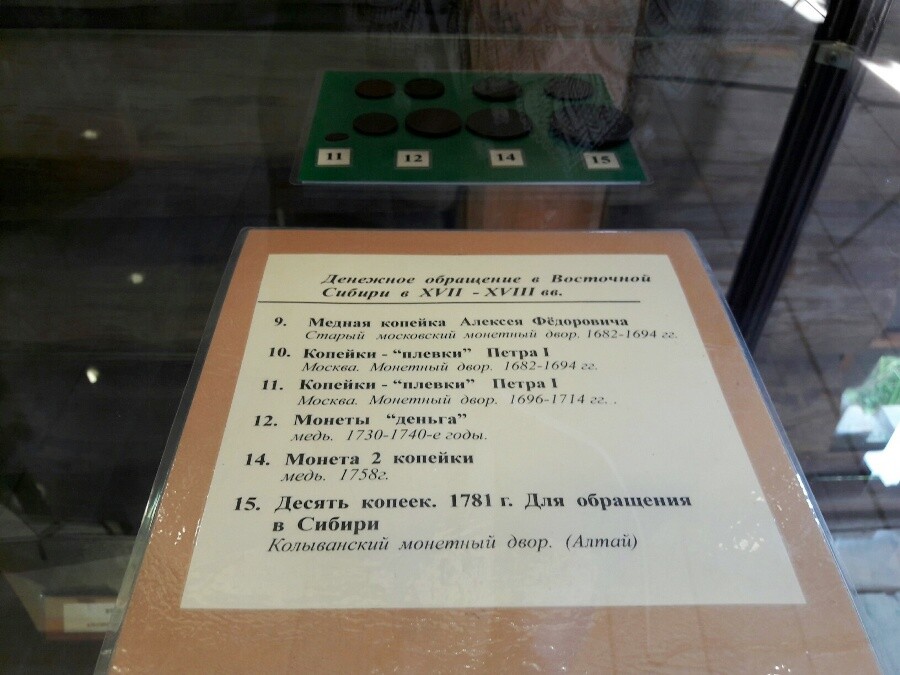 11 12 14 15
Денежное обращение в Восточной
Сибири в XVII - XVIII вв.
9. Медная копейка Алексея Фёдоровича
Старый московский монетный двор. 1682-1694 гг.
10. Копейки - “плевки” Петра I
Москва. Монетный двор. 1682-1694 гг.
11. Копейки - “плевки” Петра I
Москва. Монетный двор. 1696-1714 гг. .
12. Монеты “деньга”
медь. 1730-1740-е годы.
14. Монета 2 копейки
медь. 1758г.
15. Десять копеек. 1781 г. Для обращения
в Сибири
Колыванский монетный двор. (Алтай)